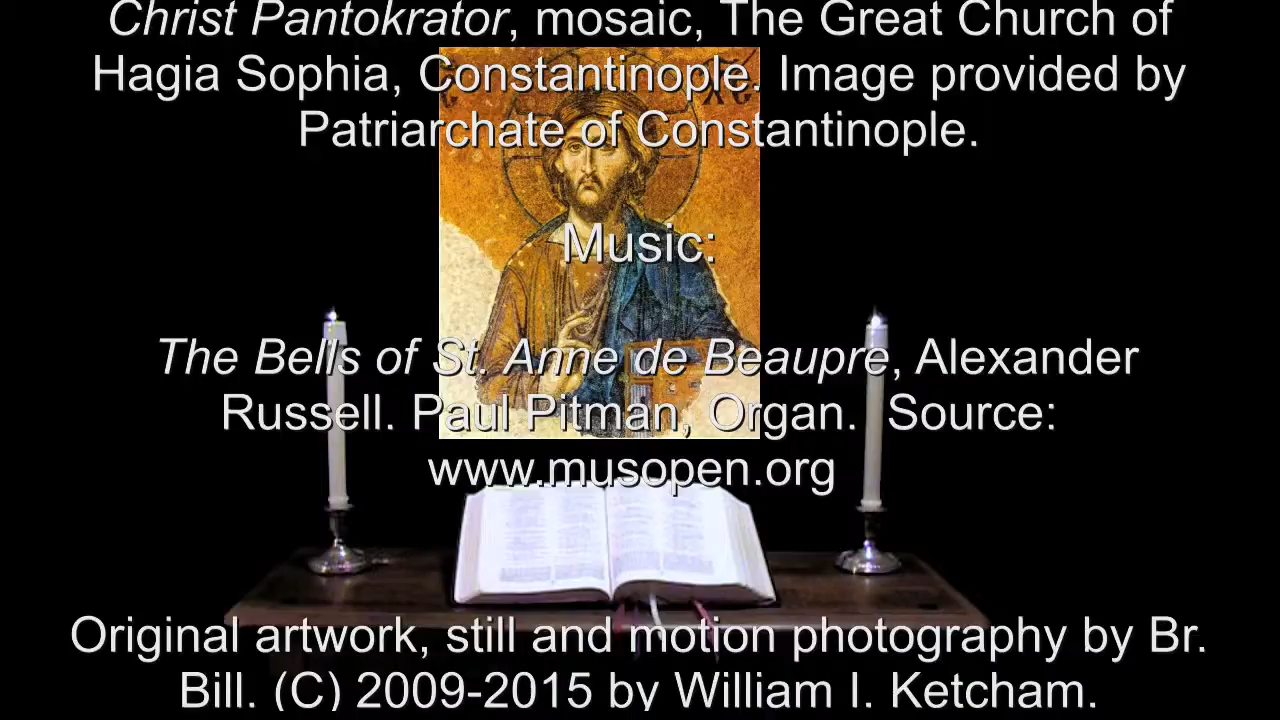 Christ Pantokrator, mosaic, The Great Church of
Hagia Sophia, Constantinople. Image provided by
Patriarchate of Constantinople.
Music:
The Bells of St. Anne de Beaupre, Alexander
Russell. Paul Pitman, Organ. Source:
www.musopen.org
Original artwork, still and motion photography by Br.
Bill. (C) 2009-2015 by William I. Ketcham.